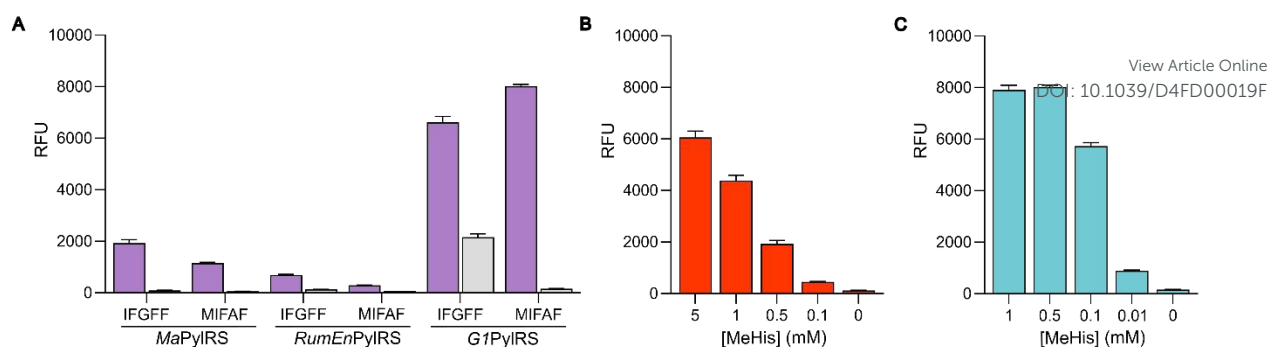 A
RFU
10000
8000
6000
4000
2000
0
IFGFF MIFAF IFGFF MIFAF IFGFF MIFAF
MaPylRS RumEnPylRS G1PylRS
B
RFU
10000
8000
6000
4000
2000
0
5 1 0.5 0.1 0
[MeHis] (mM)
C
View Article Online
DOI: 10.1039/D4FD00019F
RFU
10000
8000
6000
4000
2000
0
1 0.5 0.1 0.01 0
[MeHis] (mM)